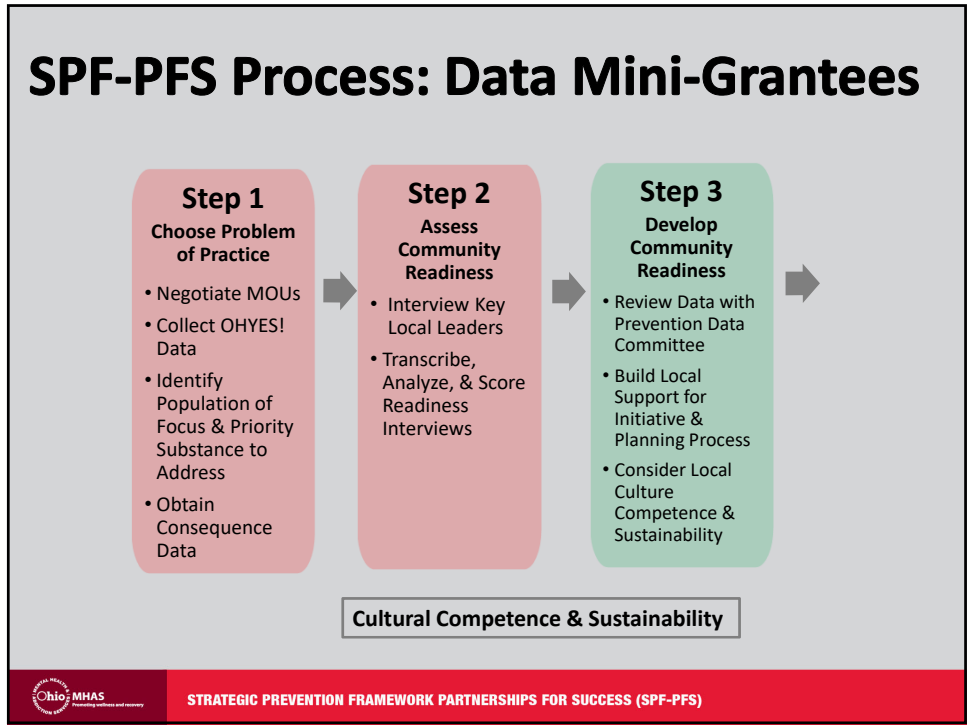 SPF-PFS Process: Data Mini-Grantees
Step 1
Choose Problem
of Practice
• Negotiate MOUs
• Collect OHYES!
Data
• Identify
Population of
Focus & Priority
Substance to
Address
• Obtain
Consequence
Data
Step 2
Assess
Community
Readiness
• Interview Key
Local Leaders
• Transcribe,
Analyze, & Score
Readiness
Interviews
Step 3
Develop
Community
Readiness
• Review Data with
Prevention Data
Committee
• Build Local
Support for
Initiative &
Planning Process
• Consider Local
Culture
Competence &
Sustainability
Cultural Competence & Sustainability
Ohio MHAS
Promoting wellness and recovery
STRATEGIC PREVENTION FRAMEWORK PARTNERSHIPS FOR SUCCESS (SPF-PFS)